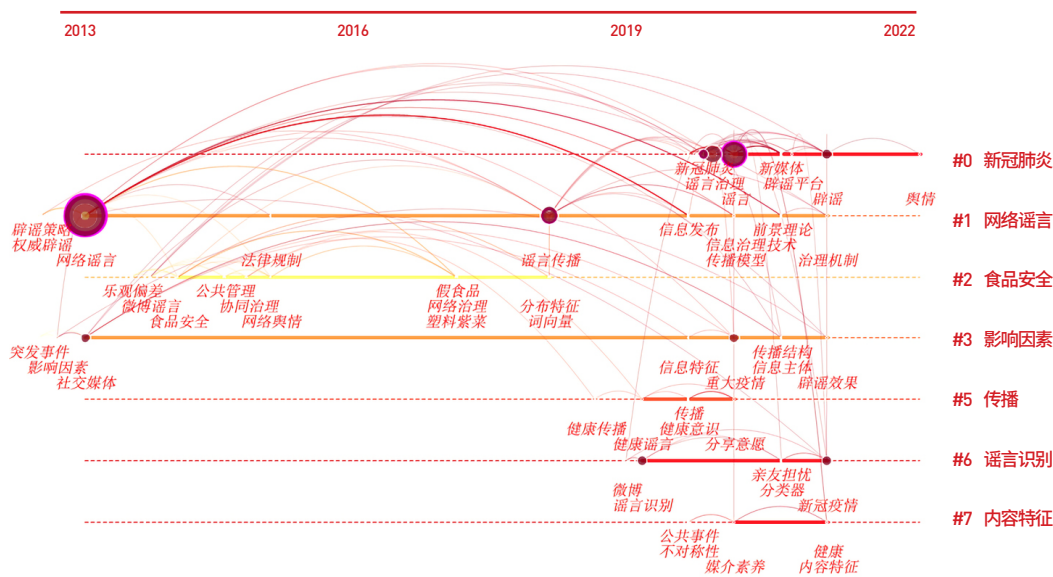 2013
2016
2019
2022
新冠肺炎
谣言治理
谣言
新媒体
辟谣平台
辟谣
舆情
#0 新冠肺炎
辟谣策略
权威辟谣
网络谣言
法律规制
谣言传播
信息发布
信息治理技术
传播模型
前景理论
治理机制
#1 网络谣言
乐观偏差
微博谣言
食品安全
公共管理
协同治理
网络舆情
假食品
网络治理
塑料紫菜
分布特征
词向量
#2 食品安全
突发事件
影响因素
社交媒体
信息特征
重大疫情
传播结构
信息主体
辟谣效果
#3 影响因素
健康传播
健康谣言
传播
健康意识
分享意愿
#5 传播
微博
谣言识别
亲友担忧
分类器
新冠疫情
#6 谣言识别
公共事件
不对称性
媒介素养
健康
内容特征
#7 内容特征